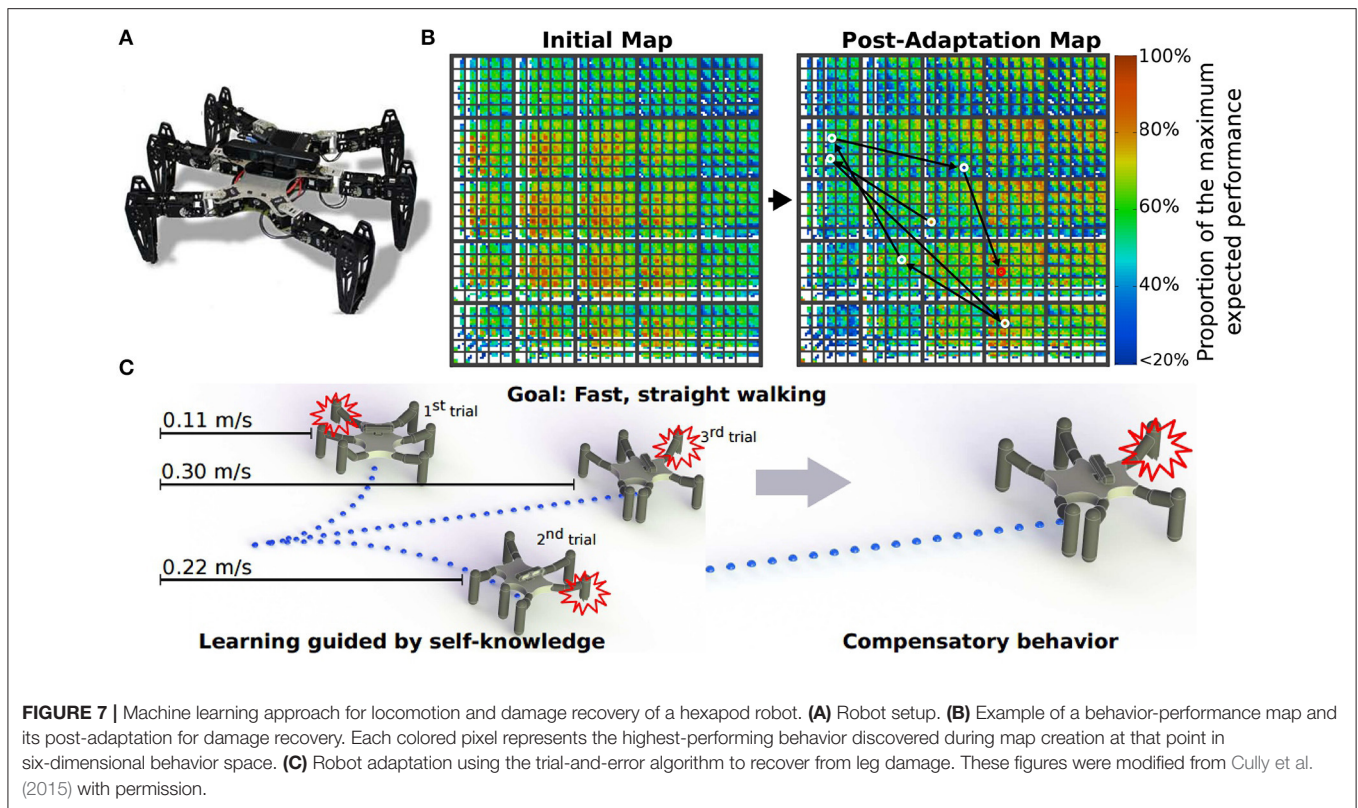 A
B
Initial Map
Post-Adaptation Map
100%
80%
60%
40%
<20%
Proportion of the maximum
expected performance
C
Goal: Fast, straight walking
0.11 m/s
1st trial
3rd trial
0.30 m/s
2nd trial
0.22 m/s
Learning guided by self-knowledge
Compensatory behavior
FIGURE 7 | Machine learning approach for locomotion and damage recovery of a hexapod robot. (A) Robot setup. (B) Example of a behavior-performance map and
its post-adaptation for damage recovery. Each colored pixel represents the highest-performing behavior discovered during map creation at that point in
six-dimensional behavior space. (C) Robot adaptation using the trial-and-error algorithm to recover from leg damage. These figures were modified from Cully et al.
(2015) with permission.